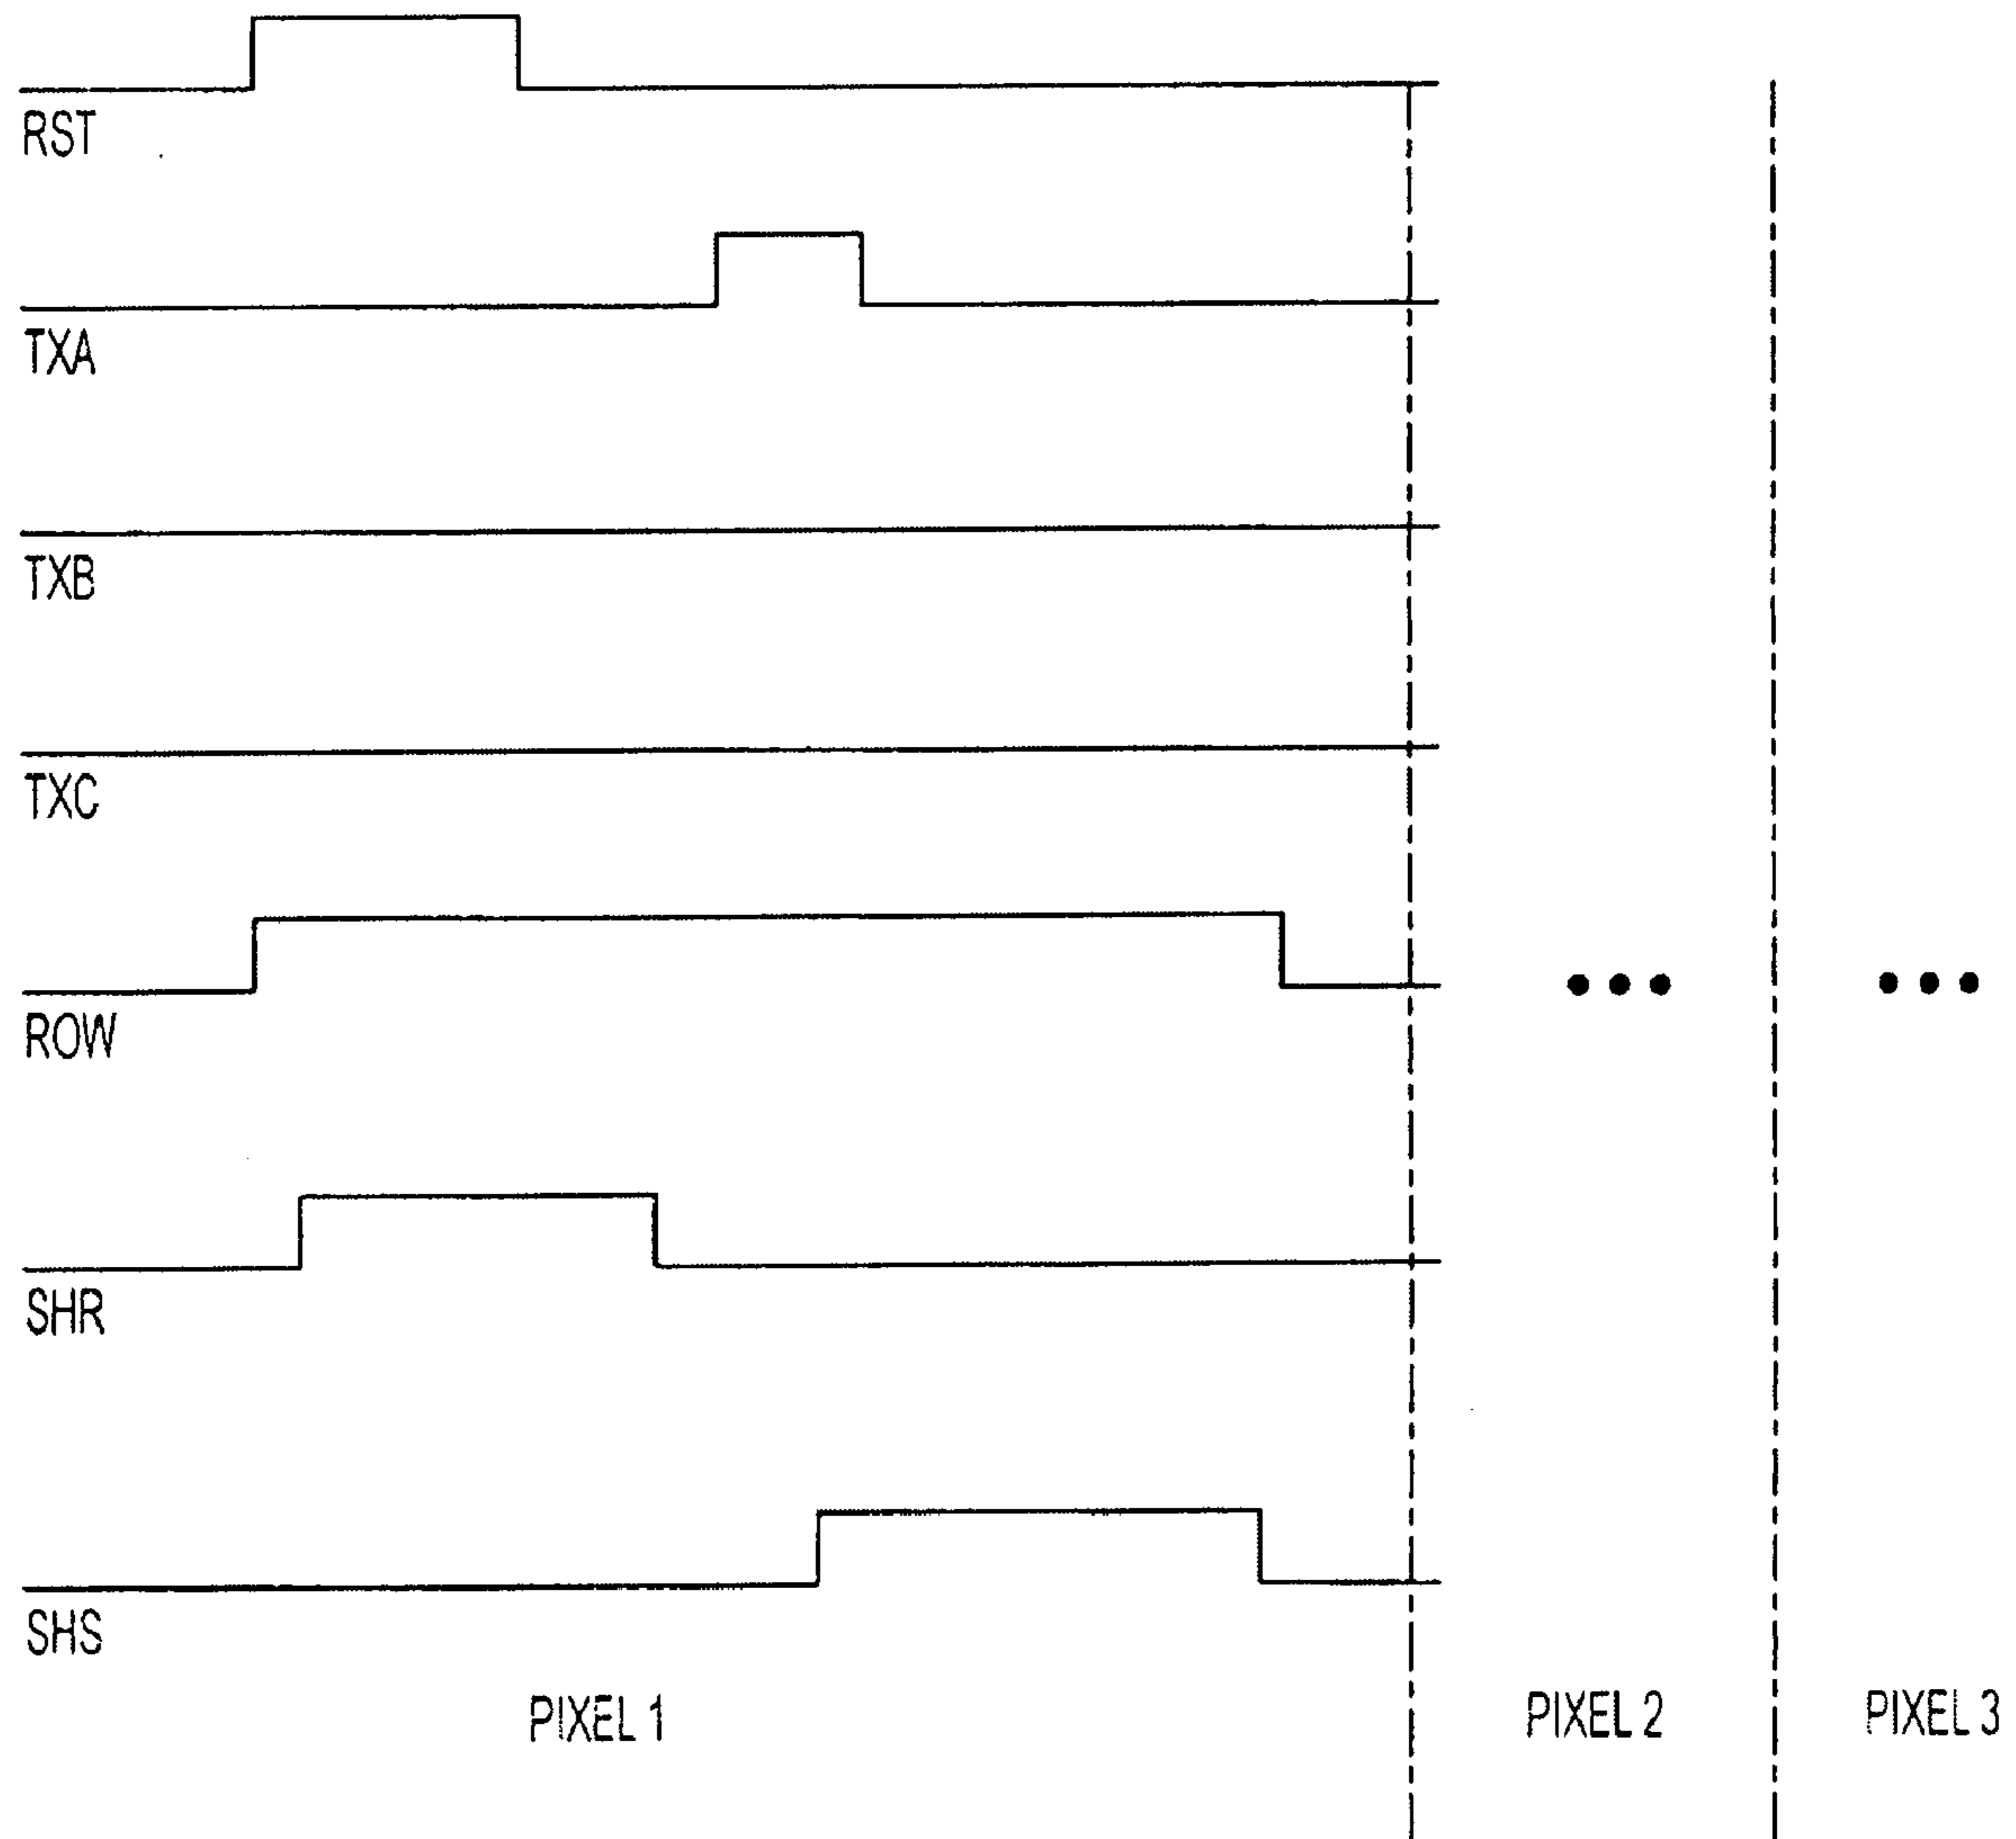 RST
TXA
TXB
TXC
ROW
SHR
SHS
PIXEL 1
PIXEL 2
PIXEL 3